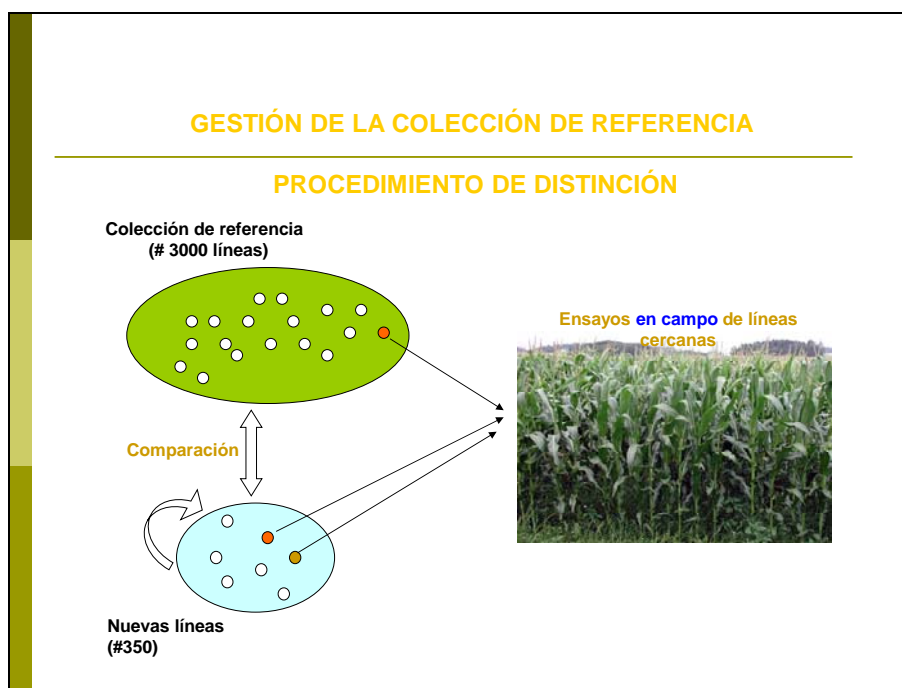 GESTIÓN DE LA COLECCIÓN DE REFERENCIA
PROCEDIMIENTO DE DISTINCIÓN
Colección de referencia
(# 3000 líneas)
Ensayos en campo de líneas
cercanas
Comparación
Nuevas líneas
(#350)